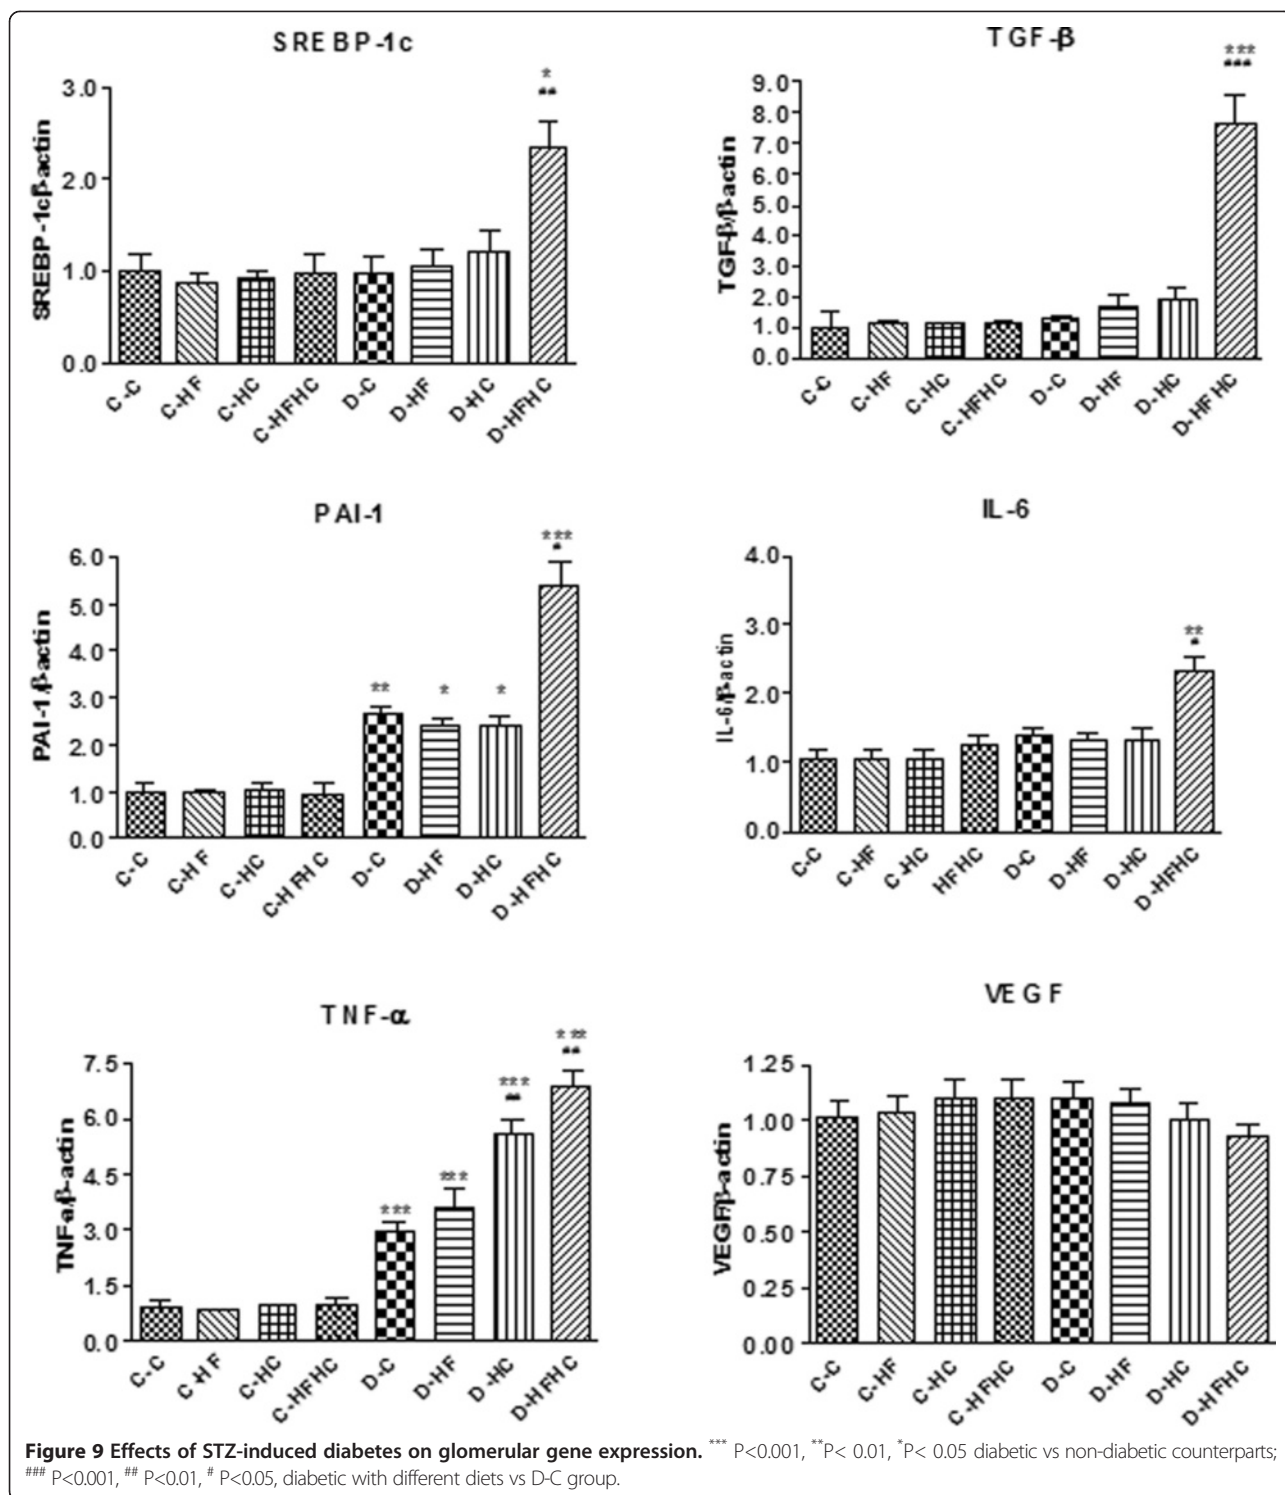 SREBP-1c
SREBP-1cβ-actin
3.0
2.0
1.0
0.0
*
##
C-C
C-HF
C-HC
C-HFHC
D-C
D-HF
D-HC
D-HFHC
TGF-β
TGF-β/β-actin
9.0
8.0
7.0
6.0
5.0
4.0
3.0
2.0
1.0
0.0
***
###
C-C
C-HF
C-HC
C-HFHC
D-C
D-HF
D-HC
D-HFHC
PAI-1
PAI-1/β-actin
6.0
5.0
4.0
3.0
2.0
1.0
0.0
**
*
*
***
#
C-C
C-HF
C-HC
C-HFHC
D-C
D-HF
D-HC
D-HFHC
IL-6
IL-6/β-actin
4.0
3.0
2.0
1.0
0.0
**
*
C-C
C-HF
C-HC
HFHC
D-C
D-HF
D-HC
D-HFHC
TNF-α
TNF-α/β-actin
7.5
6.0
4.5
3.0
1.5
0.0
***
***
***
##
***
##
C-C
C-HF
C-HC
C-HFHC
D-C
D-HF
D-HC
D-HFHC
VEGF
VEGF/β-actin
1.25
1.00
0.75
0.50
0.25
0.00
C-C
C-HF
C-HC
C-HFHC
D-C
D-HF
D-HC
D-HFHC
Figure 9 Effects of STZ-induced diabetes on glomerular gene expression. *** P<0.001, **P< 0.01, *P< 0.05 diabetic vs non-diabetic counterparts;
### P<0.001, ## P<0.01, # P<0.05, diabetic with different diets vs D-C group.